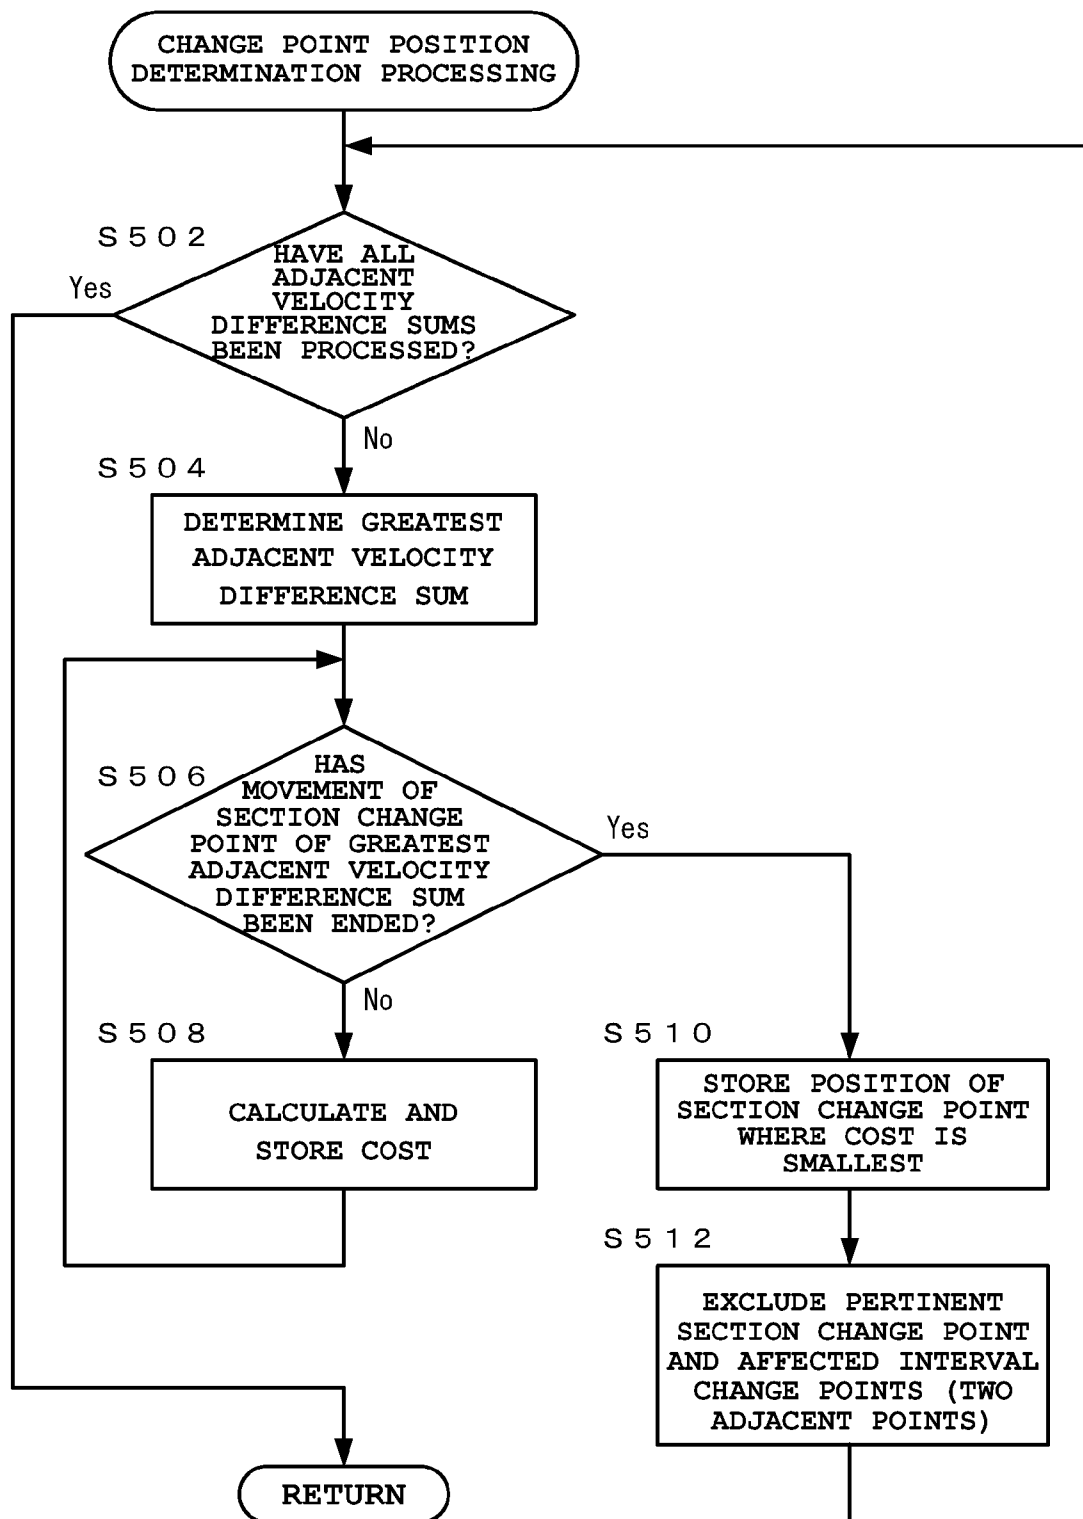 CHANGE POINT POSITION
DETERMINATION PROCESSING
S502
HAVE ALL
ADJACENT
VELOCITY
DIFFERENCE SUMS
BEEN PROCESSED?
Yes
No
S504
DETERMINE GREATEST
ADJACENT VELOCITY
DIFFERENCE SUM
S506
HAS
MOVEMENT OF
SECTION CHANGE
POINT OF GREATEST
ADJACENT VELOCITY
DIFFERENCE SUM
BEEN ENDED?
Yes
No
S508
CALCULATE AND
STORE COST
S510
STORE POSITION OF
SECTION CHANGE POINT
WHERE COST IS
SMALLEST
S512
EXCLUDE PERTINENT
SECTION CHANGE POINT
AND AFFECTED INTERVAL
CHANGE POINTS (TWO
ADJACENT POINTS)
RETURN